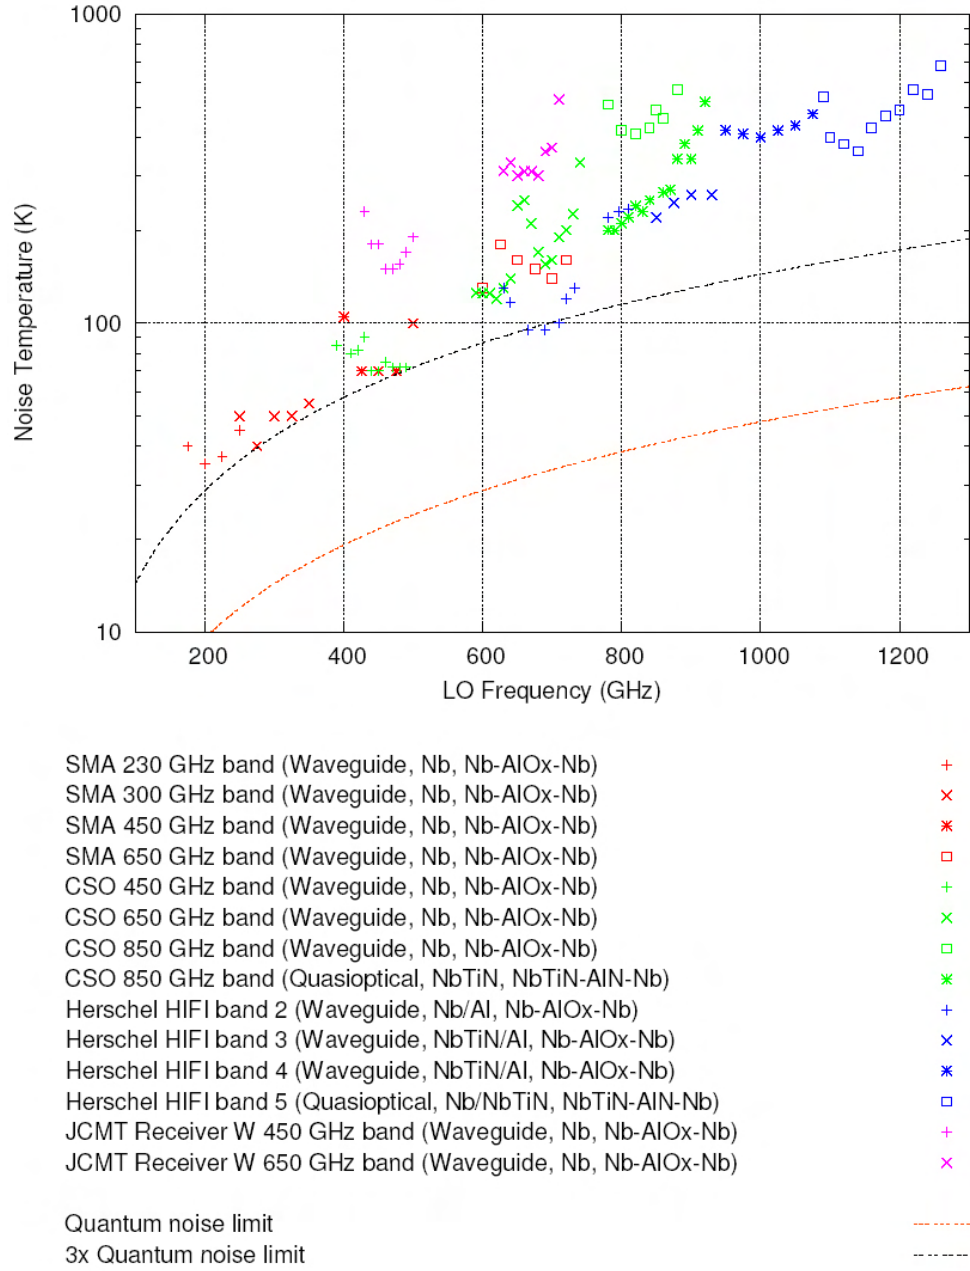 1000
100
10
Noise Temperature (K)
200 400 600 800 1000 1200
LO Frequency (GHz)
SMA 230 GHz band (Waveguide, Nb, Nb-AlOx-Nb)
SMA 300 GHz band (Waveguide, Nb, Nb-AlOx-Nb)
SMA 450 GHz band (Waveguide, Nb, Nb-AlOx-Nb)
SMA 650 GHz band (Waveguide, Nb, Nb-AlOx-Nb)
CSO 450 GHz band (Waveguide, Nb, Nb-AlOx-Nb)
CSO 650 GHz band (Waveguide, Nb, Nb-AlOx-Nb)
CSO 850 GHz band (Waveguide, Nb, Nb-AlOx-Nb)
CSO 850 GHz band (Quasioptical, NbTiN, NbTiN-AlN-Nb)
Herschel HIFI band 2 (Waveguide, Nb/Al, Nb-AlOx-Nb)
Herschel HIFI band 3 (Waveguide, NbTiN/Al, Nb-AlOx-Nb)
Herschel HIFI band 4 (Waveguide, NbTiN/Al, Nb-AlOx-Nb)
Herschel HIFI band 5 (Quasioptical, Nb/NbTiN, NbTiN-AlN-Nb)
JCMT Receiver W 450 GHz band (Waveguide, Nb, Nb-AlOx-Nb)
JCMT Receiver W 650 GHz band (Waveguide, Nb, Nb-AlOx-Nb)
Quantum noise limit
3x Quantum noise limit